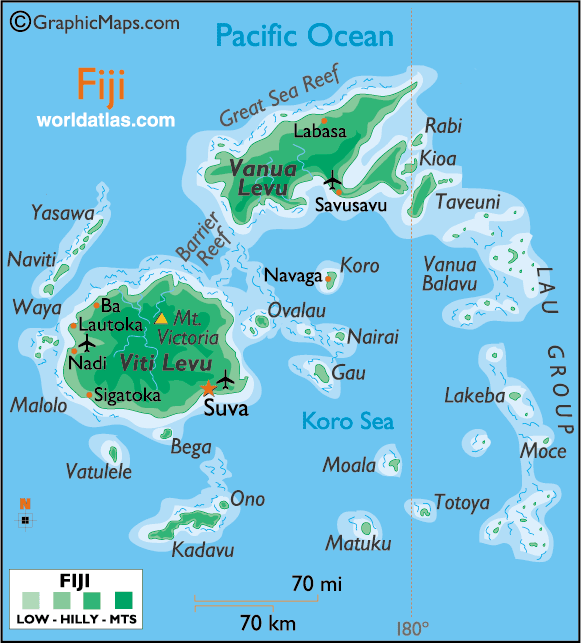 ©GraphicMaps.com
Pacific Ocean
Fiji
worldatlas.com
Great Sea Reef
Labasa
Rabi
Kioa
Vanua
Levu
Savusavu
Taveuni
Yasawa
Barrier
Reef
Naviti
Navaga
Koro
Vanua
Balavu
LAU GROUP
Waya
Ba
Lautoka
Mt.
Victoria
Ovalau
Nairai
Nadi
Viti Levu
Gau
Malolo
Sigatoka
Suva
Lakeba
Koro Sea
Bega
Vatulele
Moala
Moce
N
Ono
Totoya
Kadavu
Matuku
FIJI
LOW - HILLY - MTS
70 mi
70 km
180°